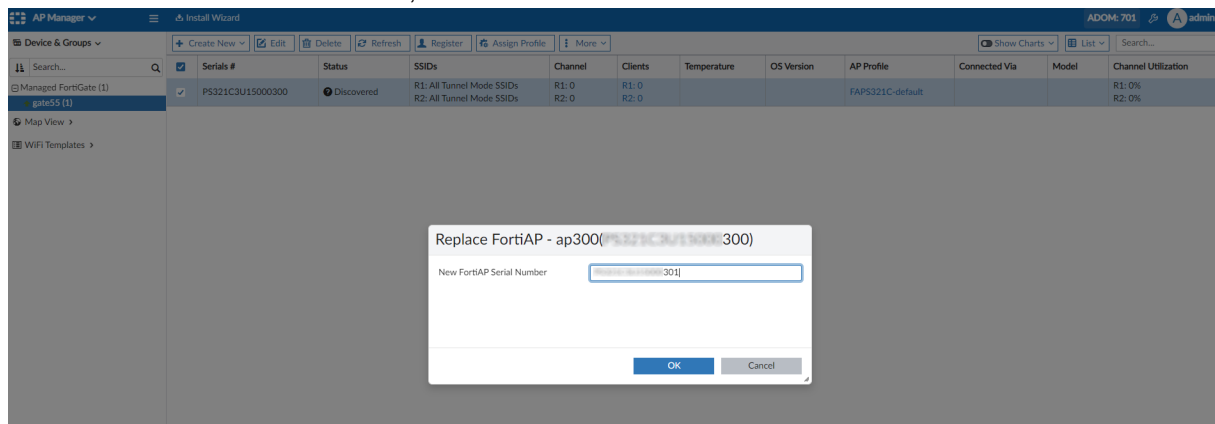 AP Manager
Install Wizard
ADOM: 701
A
admin
Device & Groups
Create New
Edit
Delete
Refresh
Register
Assign Profile
More
Show Charts
List
Search...
Search...
Serials #
Status
SSIDs
Channel
Clients
Temperature
OS Version
AP Profile
Connected Via
Model
Channel Utilization
Managed FortiGate (1)
gate55 (1)
Map View
WiFi Templates
PS321C3U15000300
Discovered
R1: All Tunnel Mode SSIDs
R2: All Tunnel Mode SSIDs
R1: 0
R2: 0
R1: 0
R2: 0
FAPS321C-default
R1: 0%
R2: 0%
Replace FortiAP - ap300(
300)
New FortiAP Serial Number
301
OK
Cancel